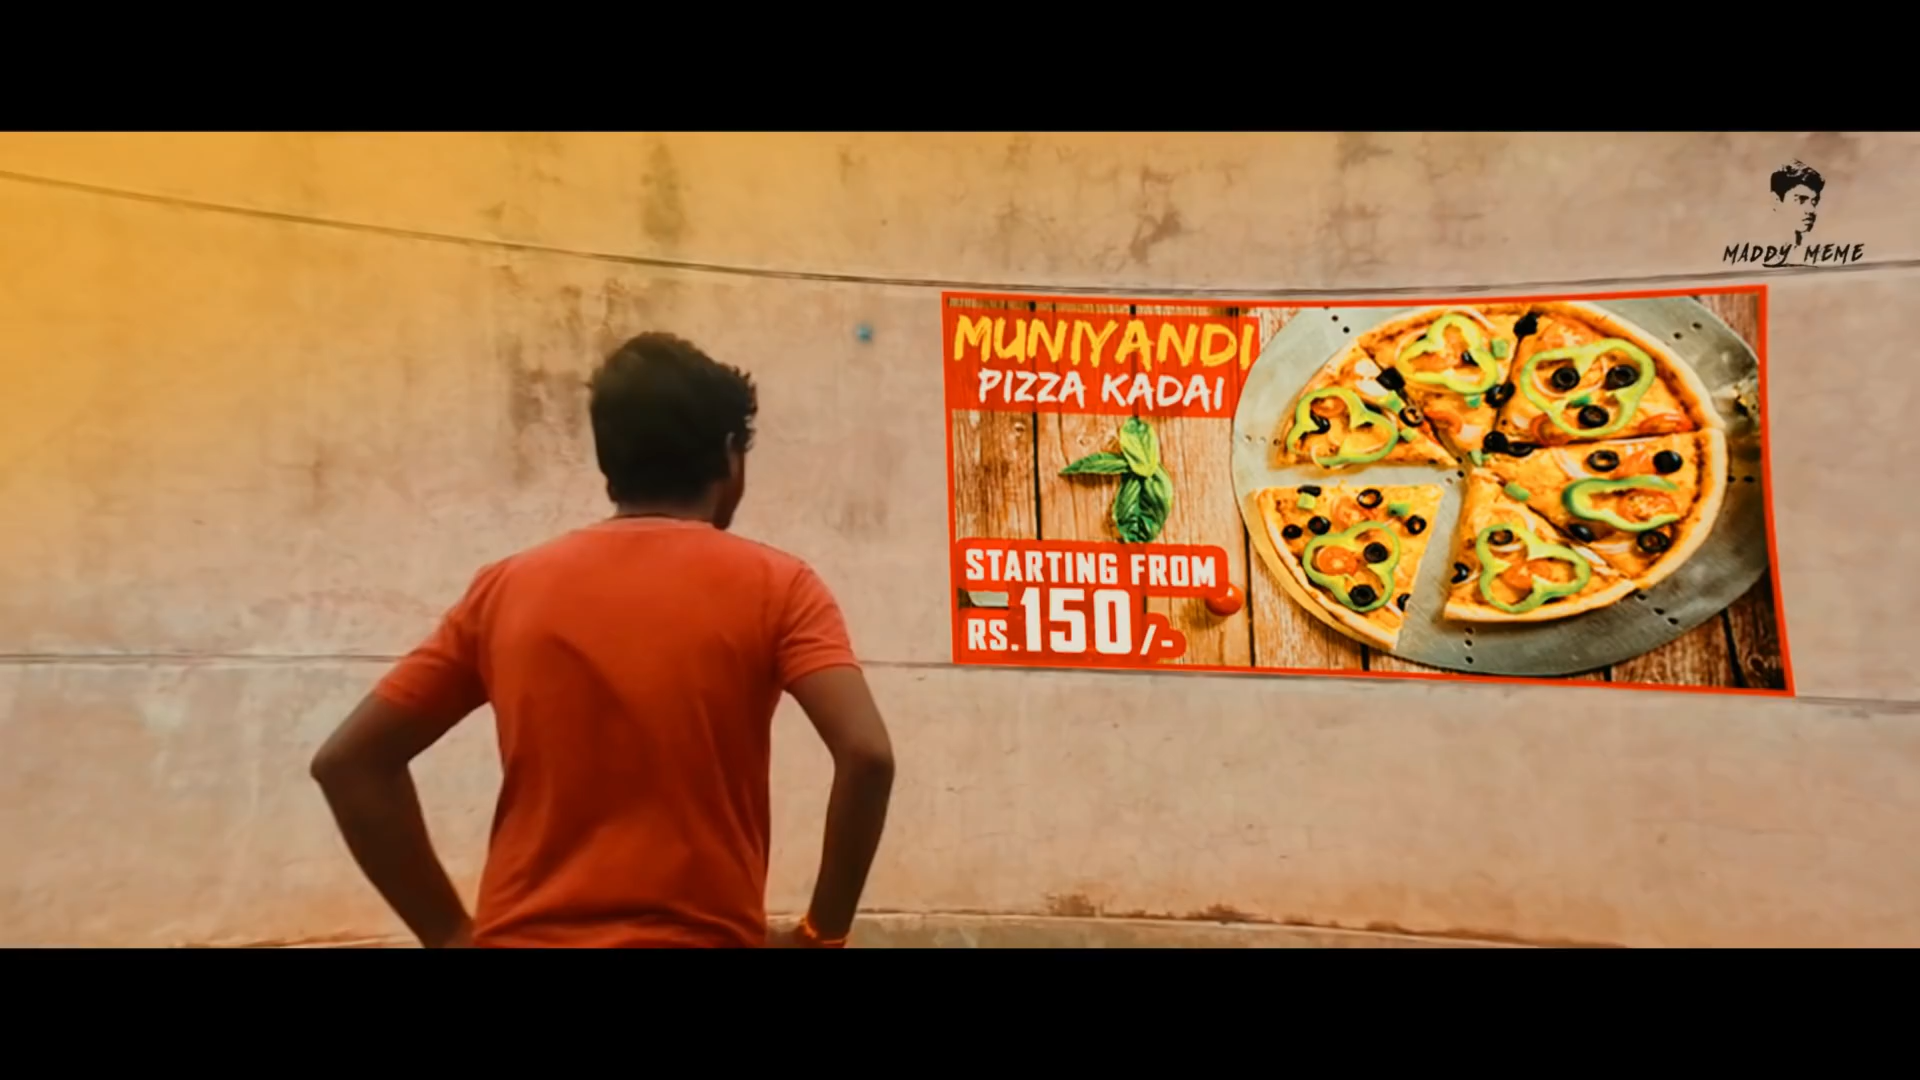 MADDY MEME
MUNIYANDI
PIZZA KADAI
STARTING FROM
RS.150/-